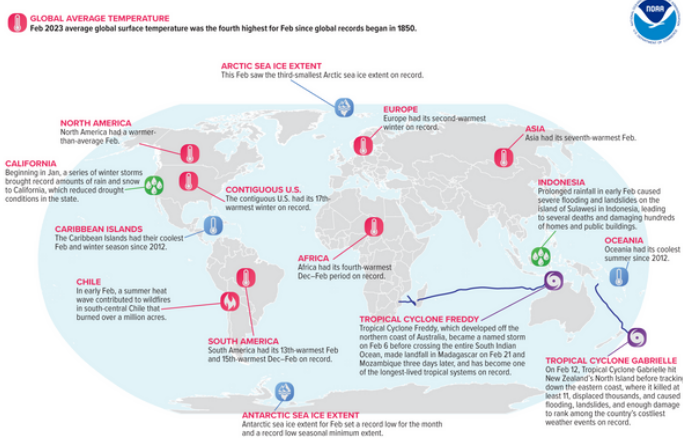 GLOBAL AVERAGE TEMPERATURE
Feb 2023 average global surface temperature was the fourth highest for Feb since global records began in 1850.
NOAA
ARCTIC SEA ICE EXTENT
This Feb saw the third-smallest Arctic sea ice extent on record.
EUROPE
Europe had its second-warmest
winter on record.
ASIA
Asia had its seventh-warmest Feb.
NORTH AMERICA
North America had a warmer-
than-average Feb.
CALIFORNIA
Beginning in Jan, a series of winter storms
brought record amounts of rain and snow
to California, which reduced drought
conditions in the state.
CONTIGUOUS U.S.
The contiguous U.S. had its 17th-
warmest winter on record.
INDONESIA
Prolonged rainfall in early Feb caused
severe flooding and landslides on the
island of Sulawesi in Indonesia, leading
to several deaths and damaging hundreds
of homes and public buildings.
CARIBBEAN ISLANDS
The Caribbean Islands had their coolest
Feb and winter season since 2012.
OCEANIA
Oceania had its coolest
summer since 2012.
AFRICA
Africa had its fourth-warmest
Dec–Feb period on record.
CHILE
In early Feb, a summer heat
wave contributed to wildfires
in south-central Chile that
burned over a million acres.
SOUTH AMERICA
South America had its 13th-warmest Feb
and 15th-warmest Dec–Feb on record.
TROPICAL CYCLONE FREDDY
Tropical Cyclone Freddy, which developed off the
northern coast of Australia, became a named storm
on Feb 6 before crossing the entire South Indian
Ocean, made landfall in Madagascar on Feb 21 and
Mozambique three days later, and has become one
of the longest-lived tropical systems on record.
TROPICAL CYCLONE GABRIELLE
On Feb 12, Tropical Cyclone Gabrielle hit
New Zealand's North Island before tracking
down the eastern coast, where it killed at
least 11, displaced thousands, and caused
flooding, landslides, and enough damage
to rank among the country's costliest
weather events on record.
ANTARCTIC SEA ICE EXTENT
Antarctic sea ice extent for Feb set a record low for the month
and a record low seasonal minimum extent.